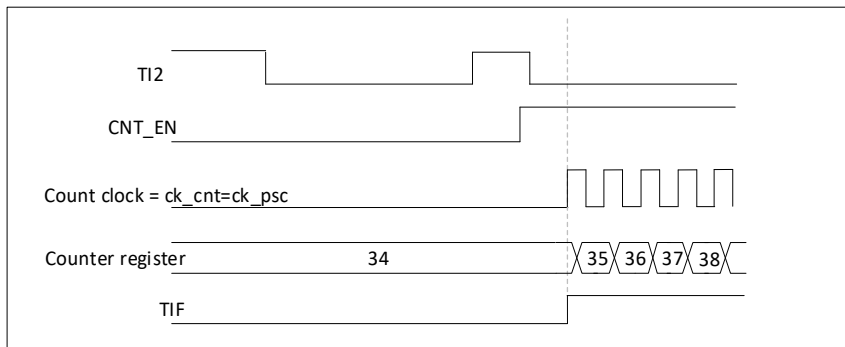 TI2
CNT_EN
Count clock = ck_cnt=ck_psc
Counter register 34 35 36 37 38
TIF